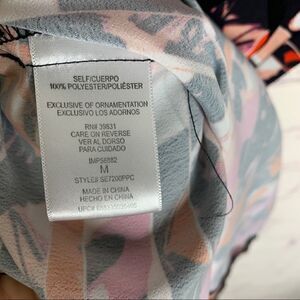 SELF/CUERPO
100% POLYESTER/POLIÉSTER
EXCLUSIVE OF ORNAMENTATION
EXCLUSIVO LOS ADORNOS
RN# 39831
CARE ON REVERSE
VER AL DORSO
PARA CUIDADO
IMP56882
M
STYLE# SE7200PPC
MADE IN CHINA
HECHO EN CHINA
UPC#